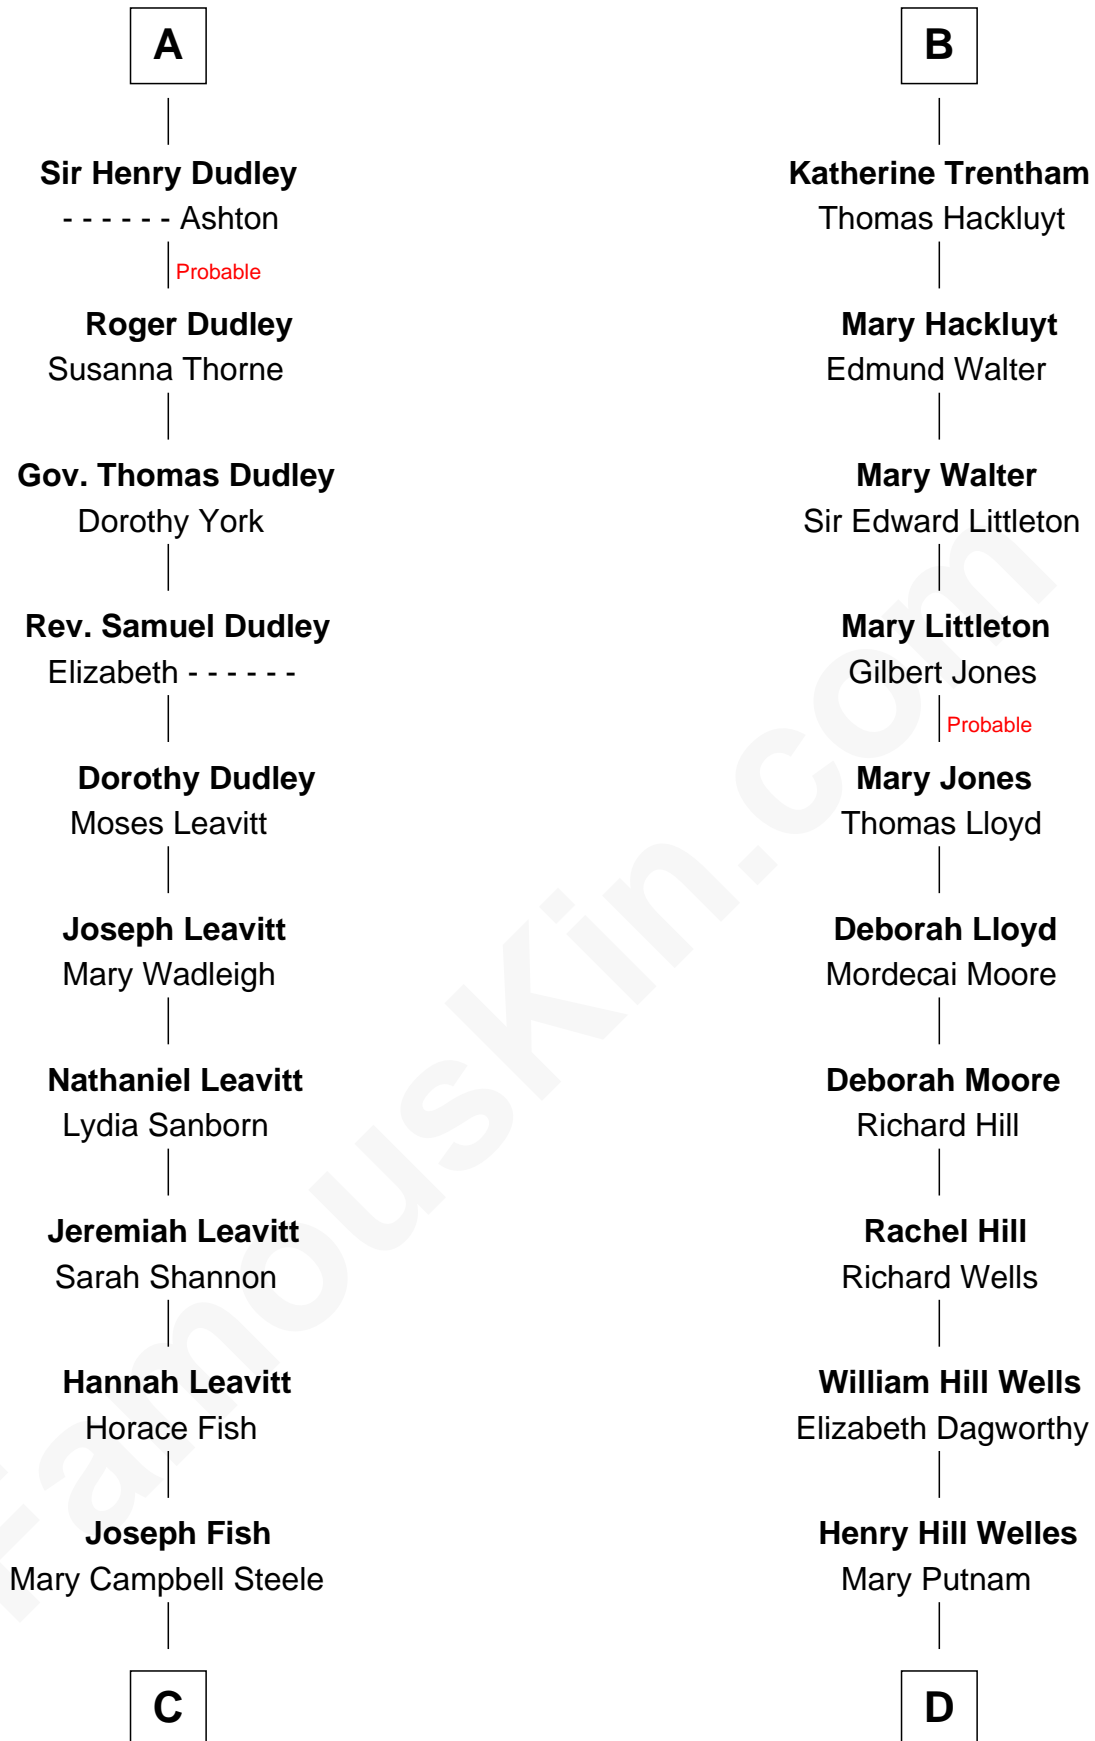 A
Sir Henry Dudley
- - - - - - Ashton
Probable
Roger Dudley
Susanna Thorne
Gov. Thomas Dudley
Dorothy York
Rev. Samuel Dudley
Elizabeth - - - - - -
Dorothy Dudley
Moses Leavitt
Joseph Leavitt
Mary Wadleigh
Nathaniel Leavitt
Lydia Sanborn
Jeremiah Leavitt
Sarah Shannon
Hannah Leavitt
Horace Fish
Joseph Fish
Mary Campbell Steele
C
B
Katherine Trentham
Thomas Hackluyt
Mary Hackluyt
Edmund Walter
Mary Walter
Sir Edward Littleton
Mary Littleton
Gilbert Jones
Probable
Mary Jones
Thomas Lloyd
Deborah Lloyd
Mordecai Moore
Deborah Moore
Richard Hill
Rachel Hill
Richard Wells
William Hill Wells
Elizabeth Dagworthy
Henry Hill Welles
Mary Putnam
D
FamousKin.com